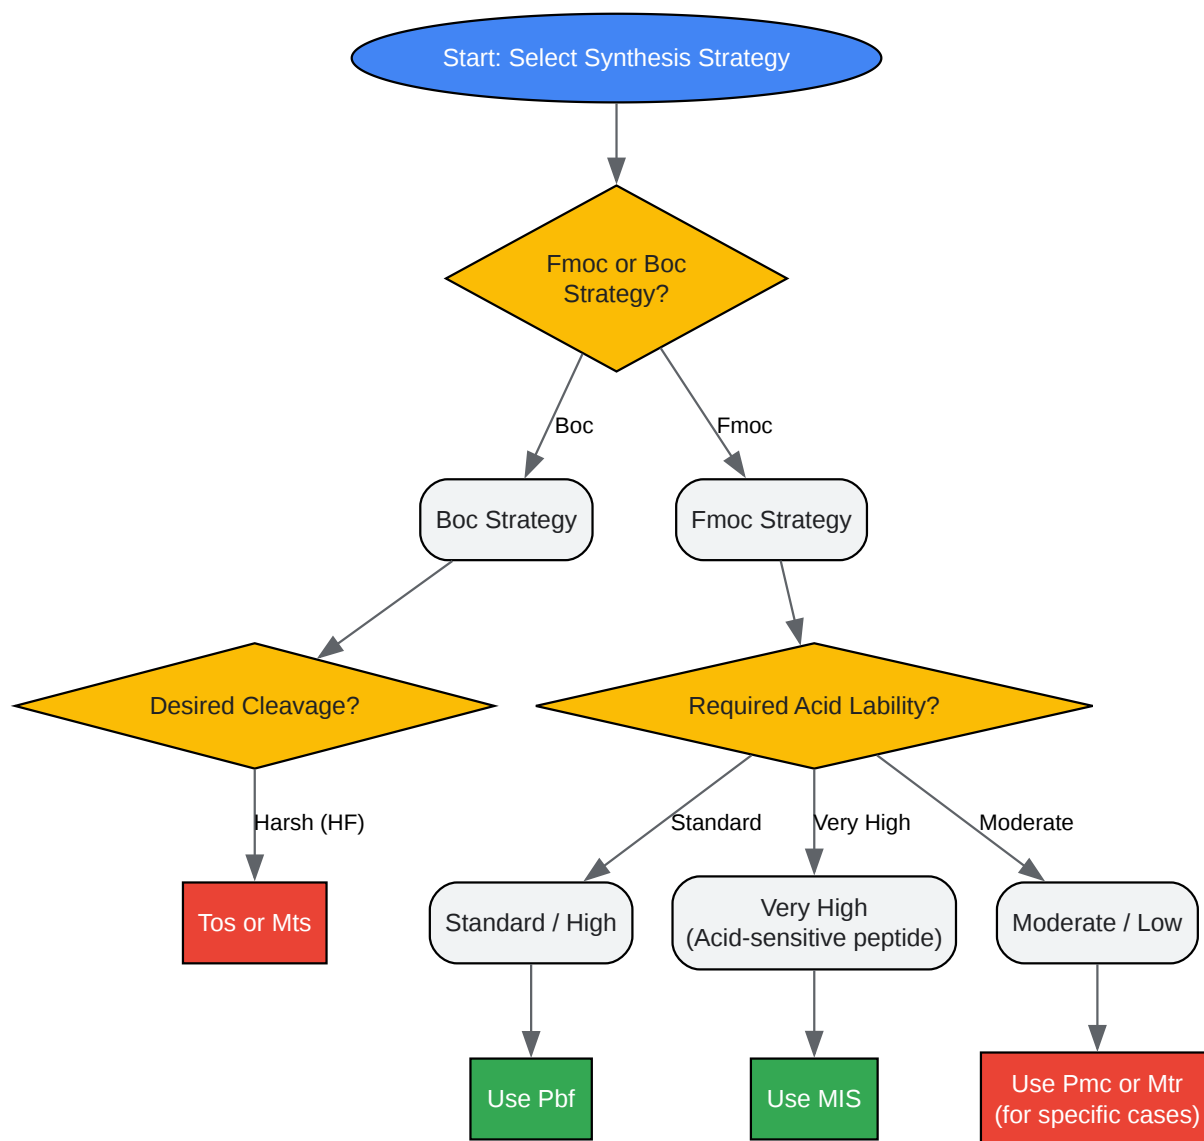 Start: Select Synthesis Strategy
Fmoc or Boc
Strategy?
Boc
Fmoc
Boc Strategy
Fmoc Strategy
Desired Cleavage?
Required Acid Lability?
Harsh (HF)
Standard
Very High
Moderate
Tos or Mts
Standard / High
Very High
(Acid-sensitive peptide)
Moderate / Low
Use Pbf
Use MIS
Use Pmc or Mtr
(for specific cases)